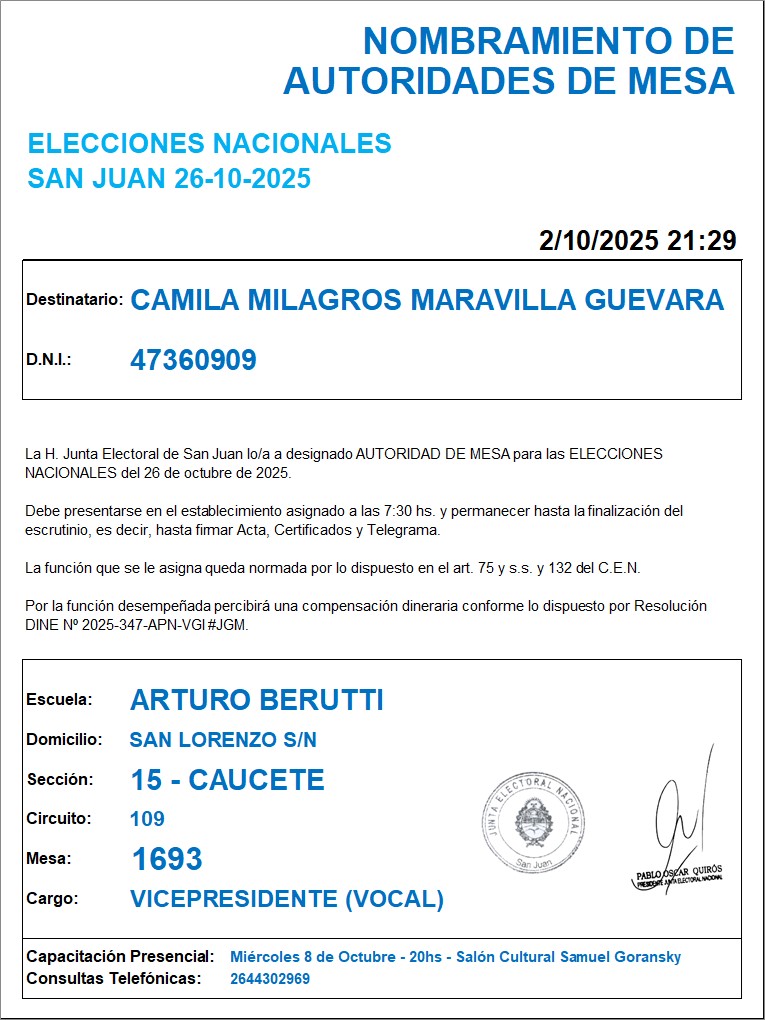 NOMBRAMIENTO DE
AUTORIDADES DE MESA
ELECCIONES NACIONALES
SAN JUAN 26-10-2025
2/10/2025 21:29
Destinatario: CAMILA MILAGROS MARAVILLA GUEVARA
D.N.I.: 47360909
La H. Junta Electoral de San Juan lo/a a designado AUTORIDAD DE MESA para las ELECCIONES
NACIONALES del 26 de octubre de 2025.
Debe presentarse en el establecimiento asignado a las 7:30 hs. y permanecer hasta la finalización del
escrutinio, es decir, hasta firmar Acta, Certificados y Telegrama.
La función que se le asigna queda normada por lo dispuesto en el art. 75 y s.s. y 132 del C.E.N.
Por la función desempeñada percibirá una compensación dineraria conforme lo dispuesto por Resolución
DINE Nº 2025-347-APN-VGI#JGM.
Escuela: ARTURO BERUTTI
Domicilio: SAN LORENZO S/N
Sección: 15 - CAUCETE
Circuito: 109
Mesa: 1693
Cargo: VICEPRESIDENTE (VOCAL)
JUNTA ELECTORAL NACIONAL
San Juan
PABLO OSCAR QUIRÓS
PRESIDENTE JUNTA ELECTORAL NACIONAL
Capacitación Presencial: Miércoles 8 de Octubre - 20hs - Salón Cultural Samuel Goransky
Consultas Telefónicas: 2644302969